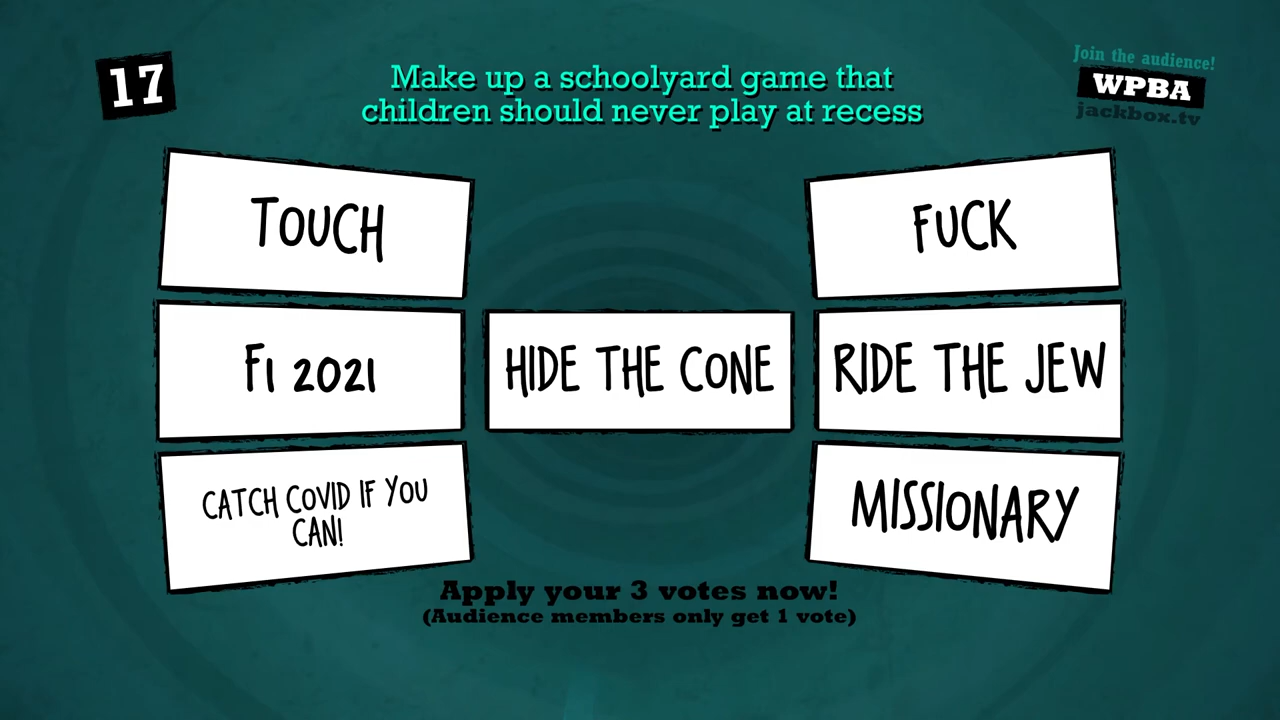 17
Make up a schoolyard game that
children should never play at recess
Join the audience!
WPBA
jackbox.tv
TOUCH
FUCK
F1 2021
HIDE THE CONE
RIDE THE JEW
CATCH COVID IF YOU
CAN!
MISSIONARY
Apply your 3 votes now!
(Audience members only get 1 vote)